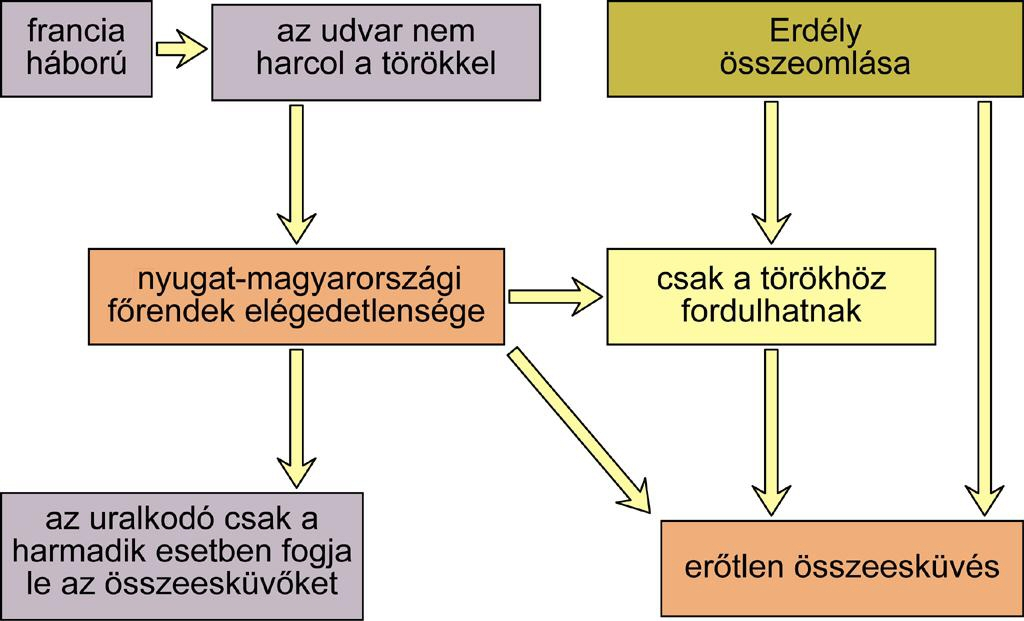 francia
háború
az udvar nem
harcol a törökkel
Erdély
összeomlása
nyugat-magyarországi
főrendek elégedetlensége
csak a törökhöz
fordulhatnak
az uralkodó csak a
harmadik esetben fogja
le az összeesküvőket
erőtlen összeesküvés